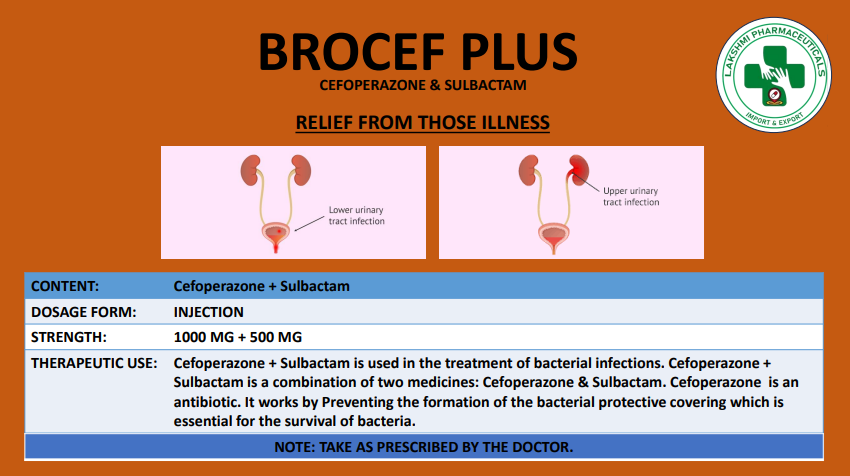 BROCEF PLUS
CEFOPERAZONE & SULBACTAM
LAKSHMI PHARMACEUTICALS
IMPORT & EXPORT
RELIEF FROM THOSE ILLNESS
Lower urinary
tract infection
Upper urinary
tract infection
CONTENT: Cefoperazone + Sulbactam
DOSAGE FORM: INJECTION
STRENGTH: 1000 MG + 500 MG
THERAPEUTIC USE: Cefoperazone + Sulbactam is used in the treatment of bacterial infections. Cefoperazone +
Sulbactam is a combination of two medicines: Cefoperazone & Sulbactam. Cefoperazone is an
antibiotic. It works by Preventing the formation of the bacterial protective covering which is
essential for the survival of bacteria.
NOTE: TAKE AS PRESCRIBED BY THE DOCTOR.